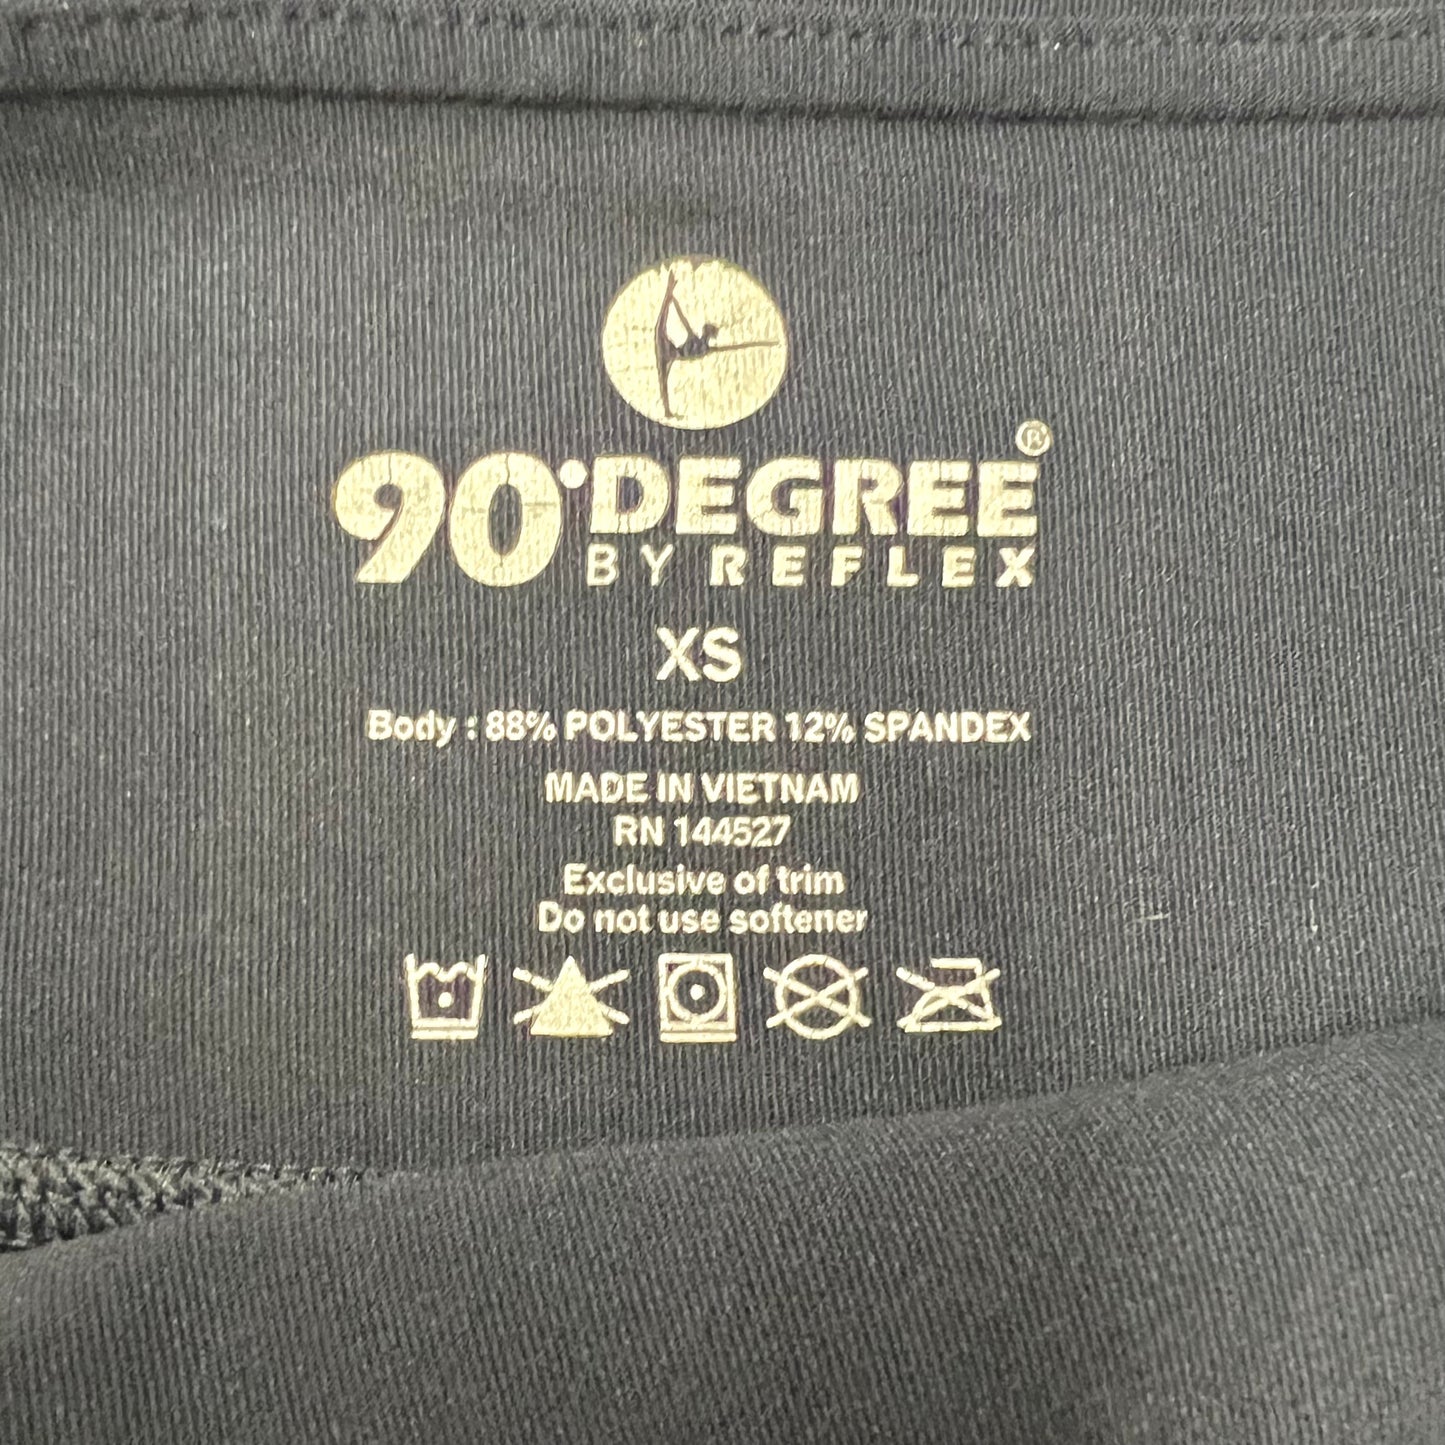 90°DEGREE®
BY REFLEX
XS
Body : 88% POLYESTER 12% SPANDEX
MADE IN VIETNAM
RN 144527
Exclusive of trim
Do not use softener